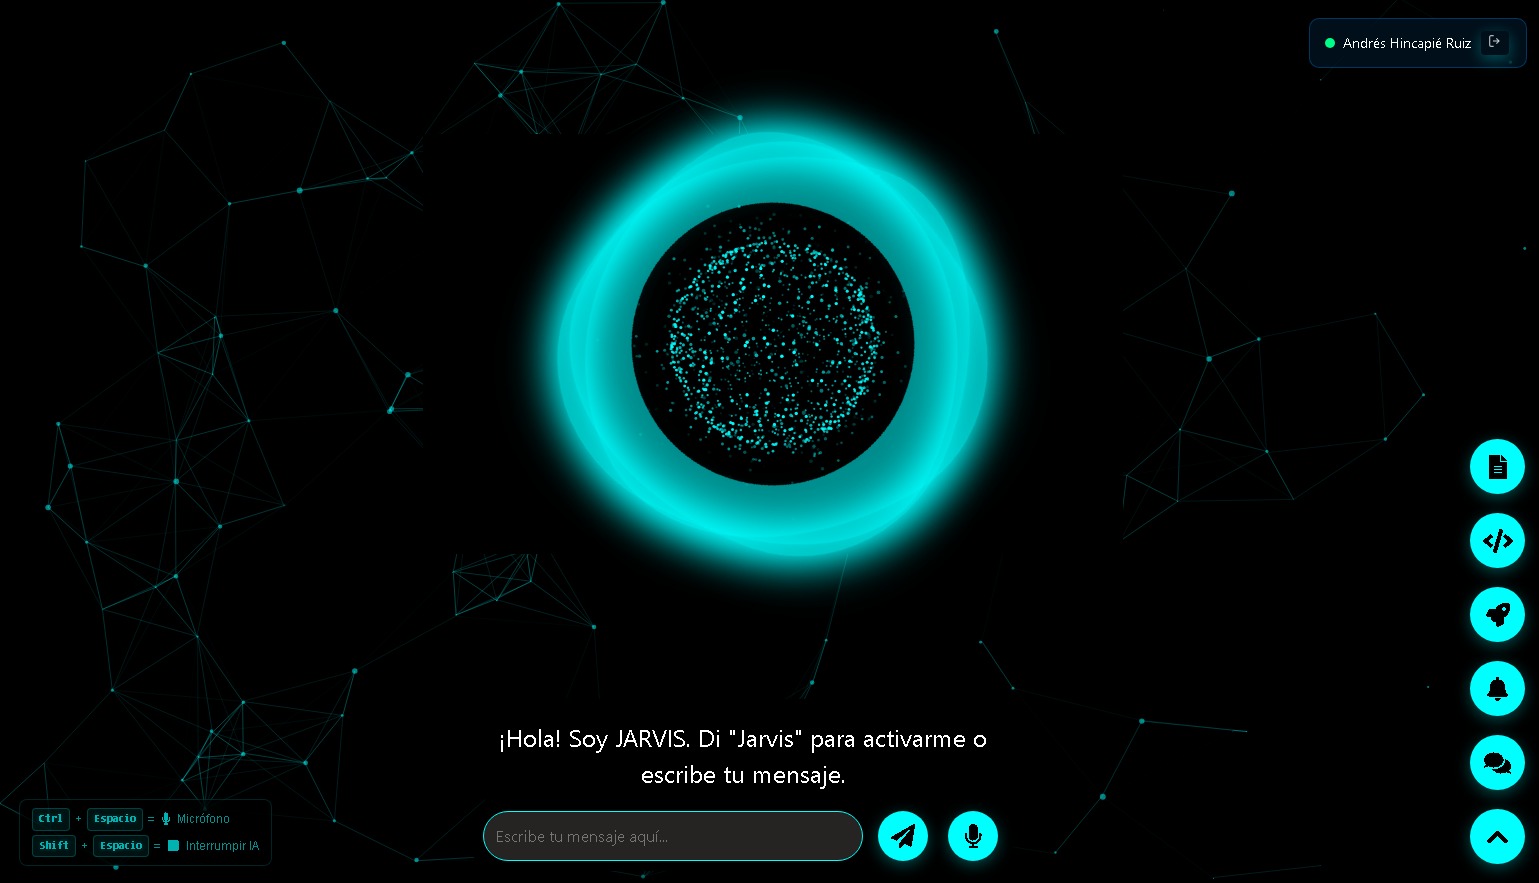 Andrés Hincapié Ruiz
¡Hola! Soy JARVIS. Di "Jarvis" para activarme o
escribe tu mensaje.
Escribe tu mensaje aquí...
Ctrl + Espacio = Micrófono
Shift + Espacio = Interrumpir IA